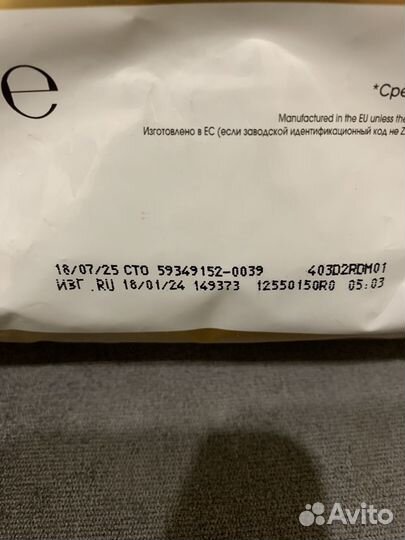 e
*Сре
Manufactured in the EU unless the
Изготовлено в ЕС (если заводской идентификационный код не Z
18/07/25 СТО 59349152-0039 403D2RDM01
ИЗГ.RU 18/01/24 149373 12550150R0 05:03
Avito